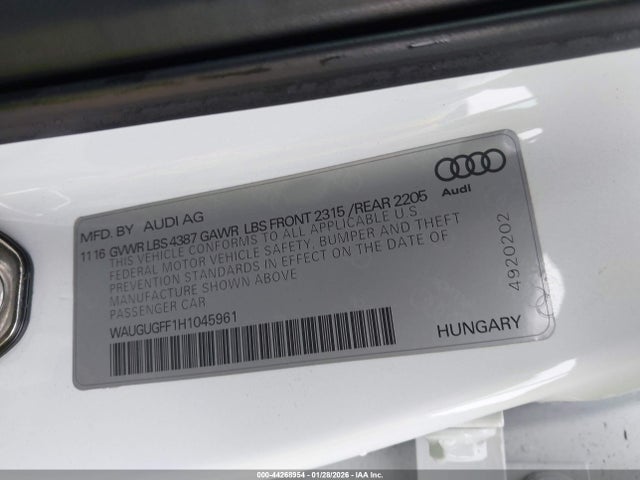 MFD. BY AUDI AG
11 16 GVWR LBS 4387 GAWR LBS FRONT 2315 /REAR 2205
THIS VEHICLE CONFORMS TO ALL APPLICABLE U.S
FEDERAL MOTOR VEHICLE SAFETY, BUMPER AND THEFT
PREVENTION STANDARDS IN EFFECT ON THE DATE OF
MANUFACTURE SHOWN ABOVE
PASSENGER CAR
WAUGUGFF1H1045961
Audi
4920202
HUNGARY
000-44268954 | 01/28/2026 - IAA Inc.